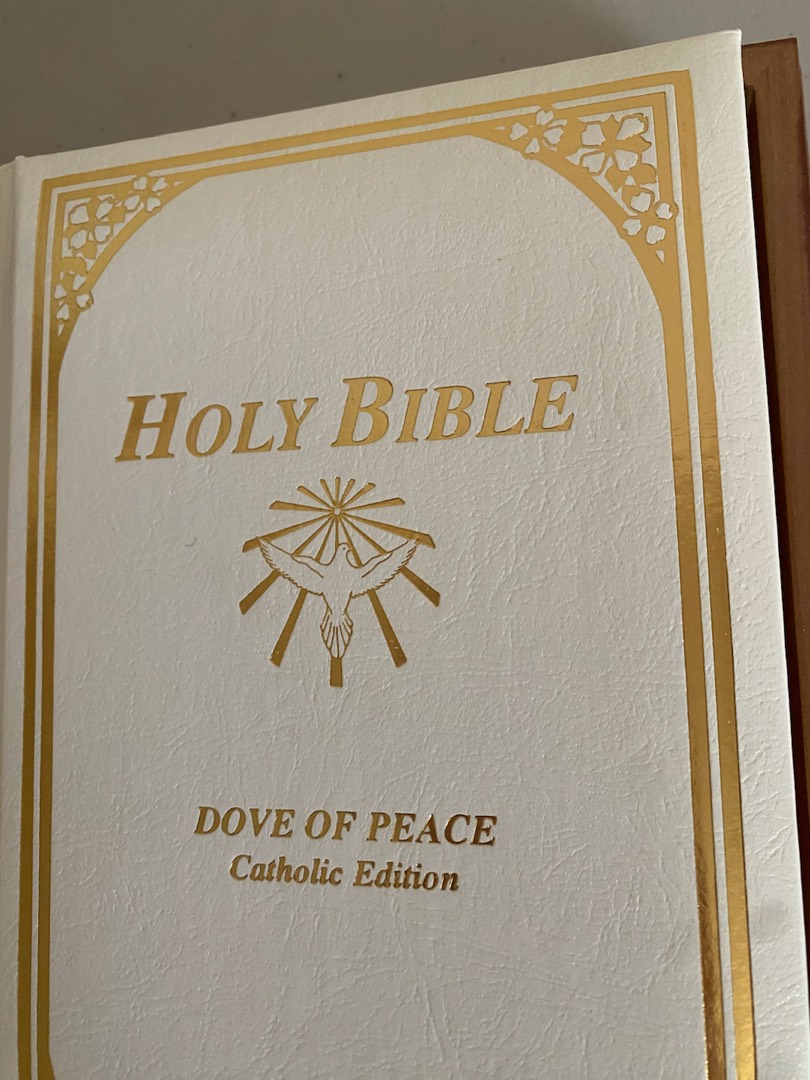 HOLY BIBLE
DOVE OF PEACE
Catholic Edition